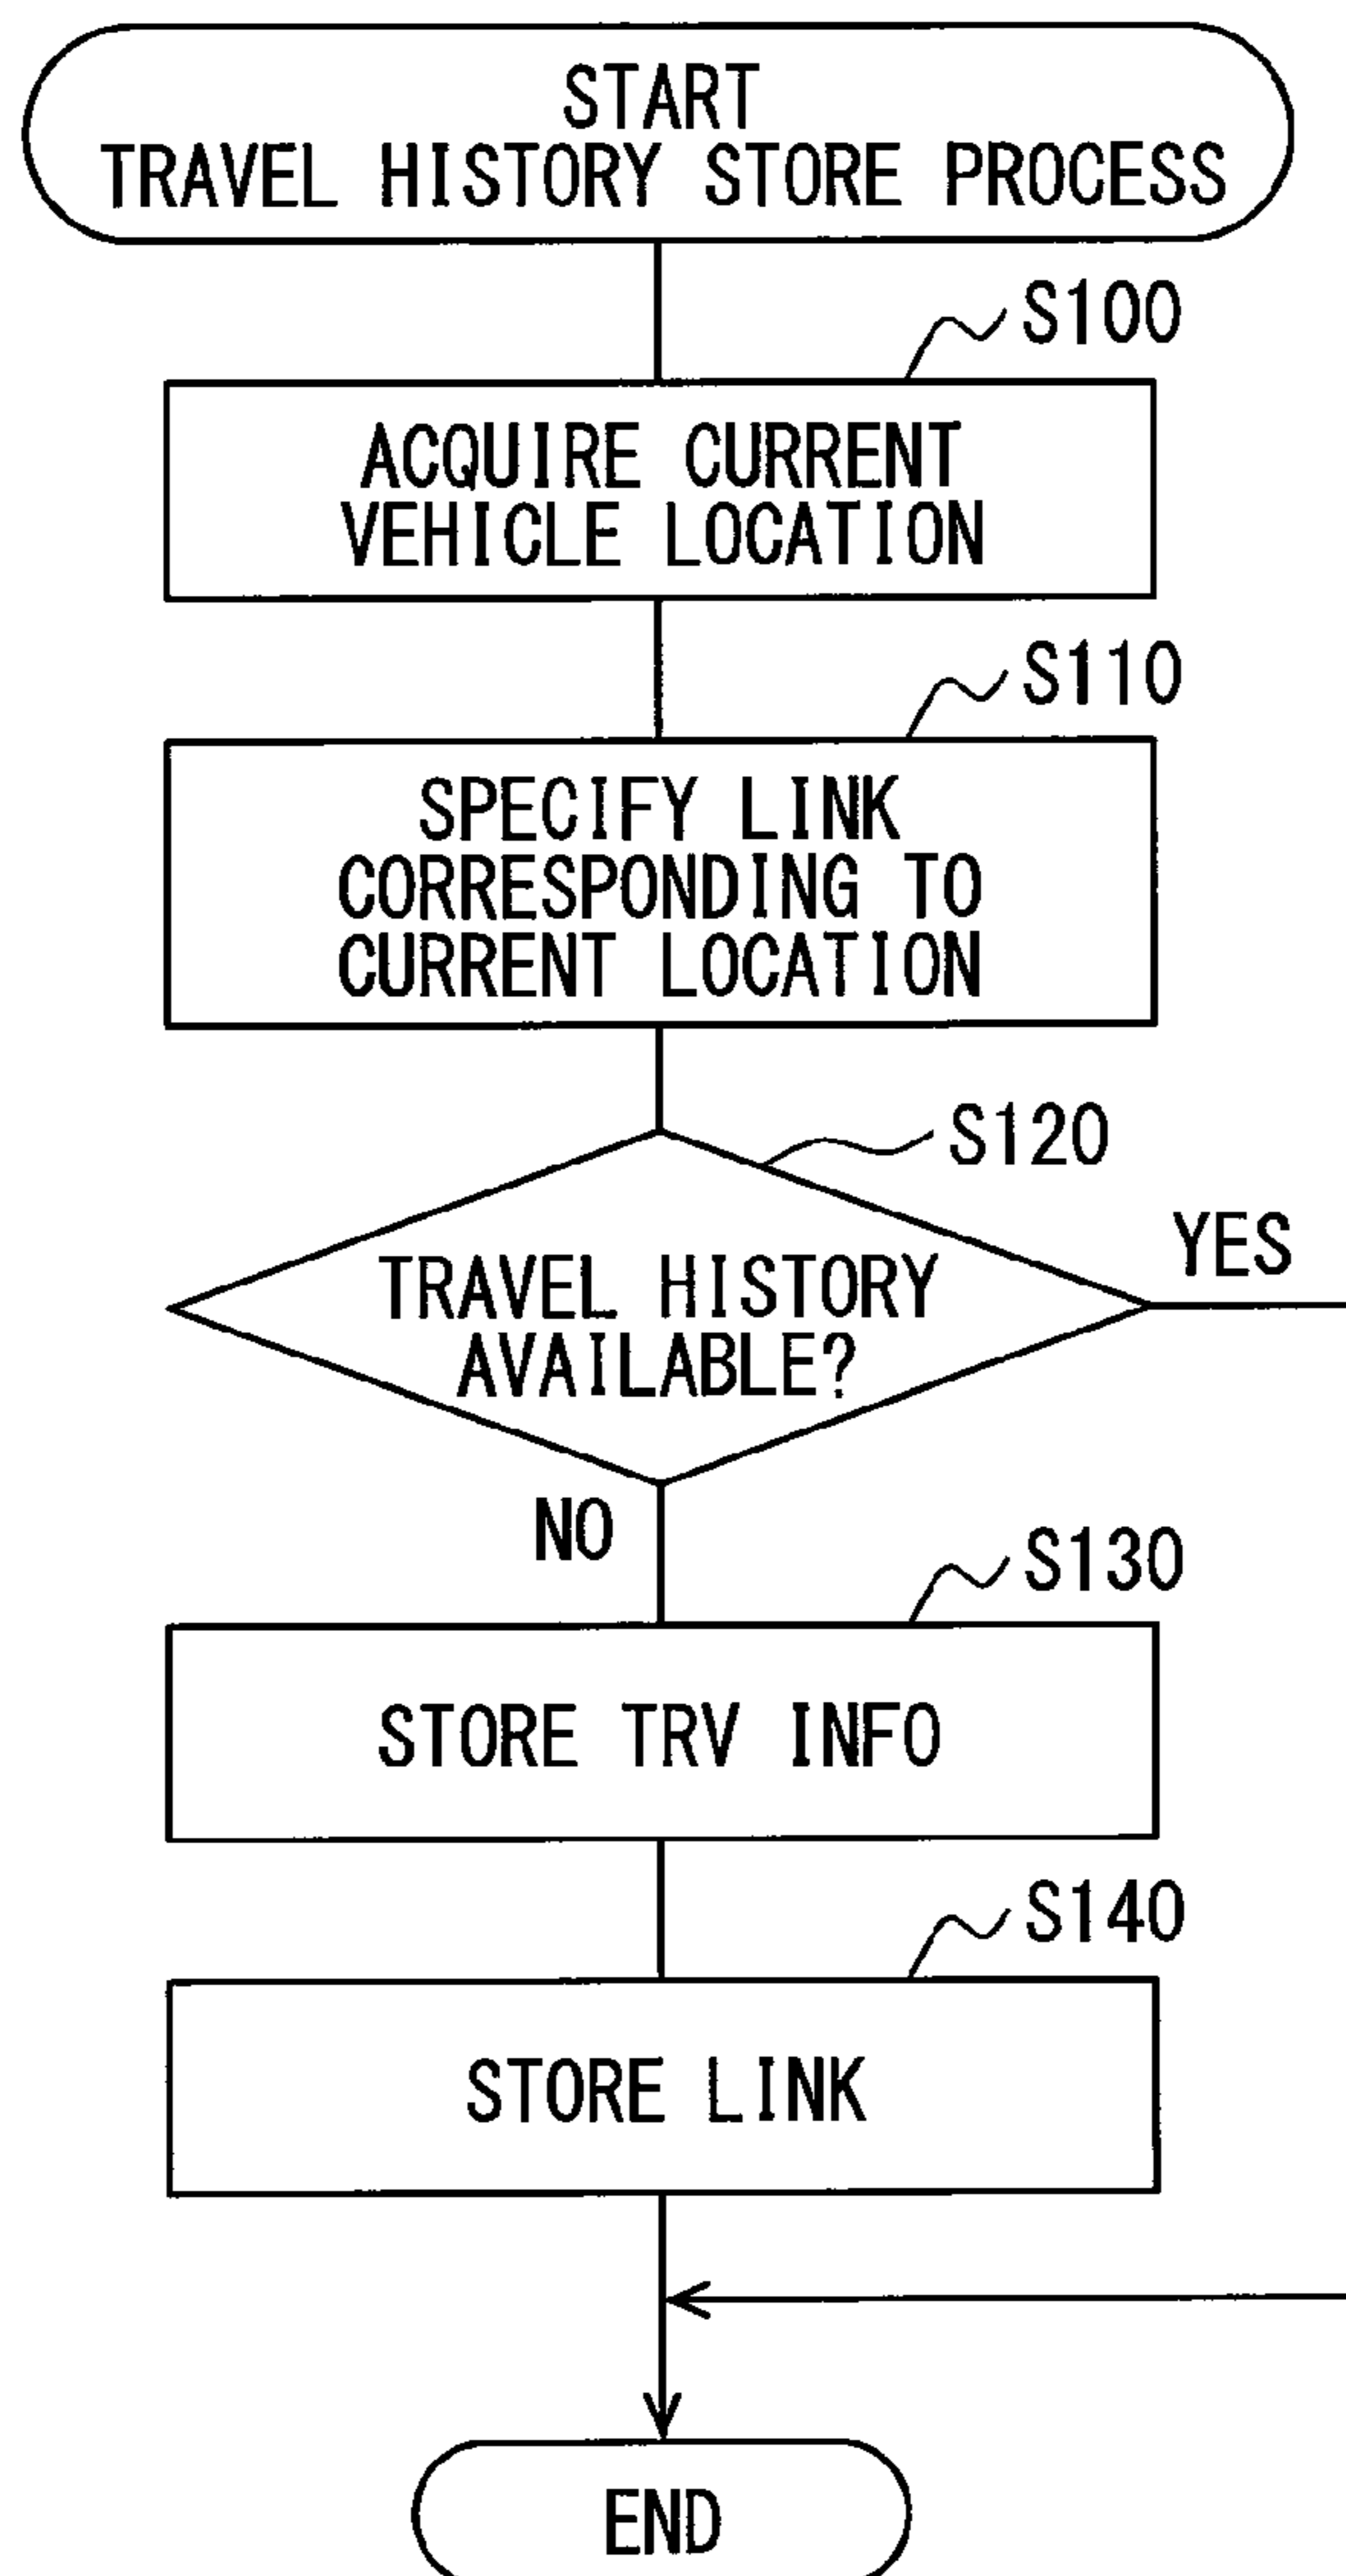 START
TRAVEL HISTORY STORE PROCESS
S100
ACQUIRE CURRENT
VEHICLE LOCATION
S110
SPECIFY LINK
CORRESPONDING TO
CURRENT LOCATION
S120
YES
TRAVEL HISTORY
AVAILABLE?
NO
S130
STORE TRV INFO
S140
STORE LINK
END